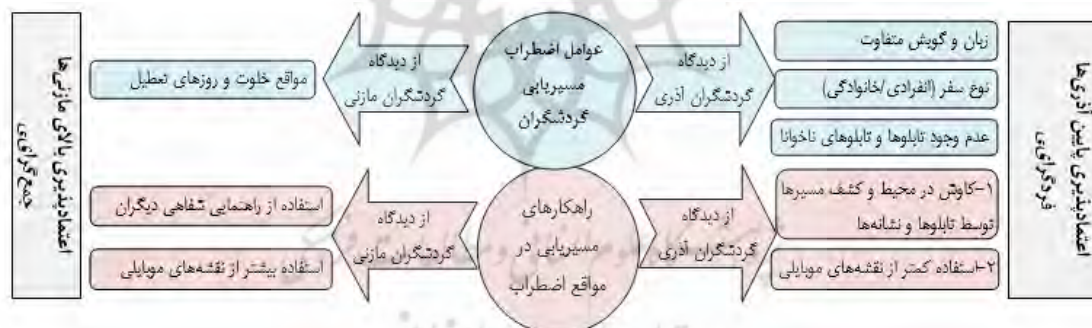 اعتمادپذیری پایین آذری‌ها
فردگرایی
زبان و گویش متفاوت
نوع سفر (انفرادی/خانوادگی)
عدم وجود تابلوها و تابلوهای ناخوانا
از دیدگاه
گردشگران آذری
عوامل اضطراب
مسیریابی
گردشگران
از دیدگاه
گردشگران مازنی
مواقع خلوت و روزهای تعطیل
۱-کاوش در محیط و کشف مسیرها
توسط تابلوها و نشانه‌ها
۲-استفاده کمتر از نقشه‌های موبایلی
از دیدگاه
گردشگران آذری
راهکارهای
مسیریابی در
مواقع اضطراب
از دیدگاه
گردشگران مازنی
استفاده از راهنمایی شفاهی دیگران
استفاده بیشتر از نقشه‌های موبایلی
اعتمادپذیری بالای مازنی‌ها
جمع‌گرایی